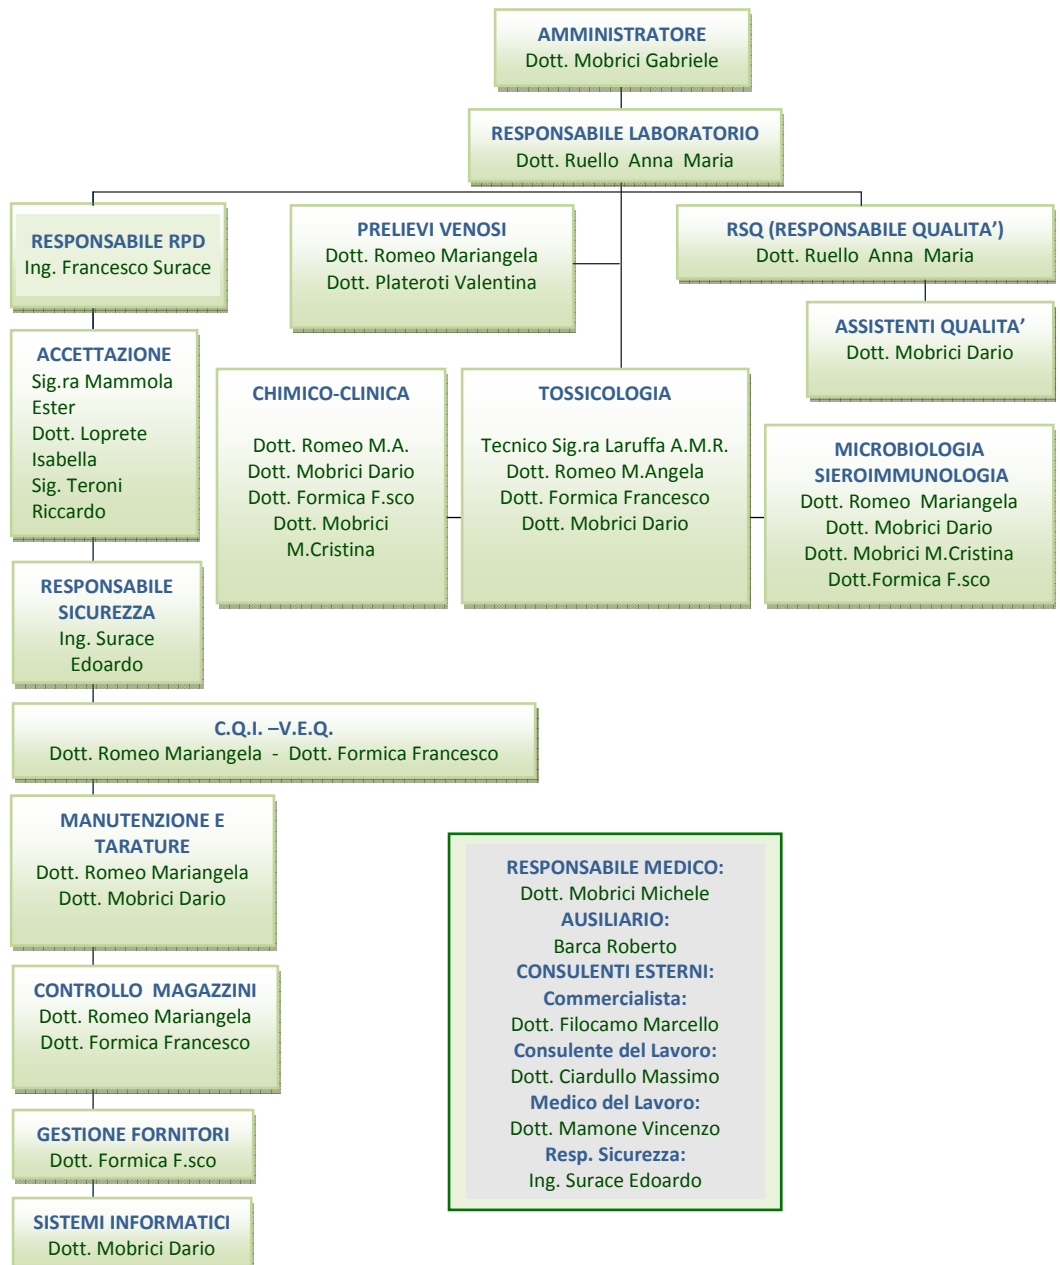 AMMINISTRATORE
Dott. Mobrici Gabriele
RESPONSABILE LABORATORIO
Dott. Ruello Anna Maria
RESPONSABILE RPD
Ing. Francesco Surace
PRELIEVI VENOSI
Dott. Romeo Mariangela
Dott. Plateroti Valentina
RSQ (RESPONSABILE QUALITA’)
Dott. Ruello Anna Maria
ASSISTENTI QUALITA’
Dott. Mobrici Dario
ACCETTAZIONE
Sig.ra Mammola
Ester
Dott. Loprete
Isabella
Sig. Teroni
Riccardo
CHIMICO-CLINICA
Dott. Romeo M.A.
Dott. Mobrici Dario
Dott. Formica F.sco
Dott. Mobrici
M.Cristina
TOSSICOLOGIA
Tecnico Sig.ra Laruffa A.M.R.
Dott. Romeo M.Angela
Dott. Formica Francesco
Dott. Mobrici Dario
MICROBIOLOGIA
SIEROIMMUNOLOGIA
Dott. Romeo Mariangela
Dott. Mobrici Dario
Dott. Mobrici M.Cristina
Dott.Formica F.sco
RESPONSABILE
SICUREZZA
Ing. Surace
Edoardo
C.Q.I. –V.E.Q.
Dott. Romeo Mariangela - Dott. Formica Francesco
MANUTENZIONE E
TARATURE
Dott. Romeo Mariangela
Dott. Mobrici Dario
CONTROLLO MAGAZZINI
Dott. Romeo Mariangela
Dott. Formica Francesco
GESTIONE FORNITORI
Dott. Formica F.sco
SISTEMI INFORMATICI
Dott. Mobrici Dario
RESPONSABILE MEDICO:
Dott. Mobrici Michele
AUSILIARIO:
Barca Roberto
CONSULENTI ESTERNI:
Commercialista:
Dott. Filocamo Marcello
Consulente del Lavoro:
Dott. Ciardullo Massimo
Medico del Lavoro:
Dott. Mamone Vincenzo
Resp. Sicurezza:
Ing. Surace Edoardo